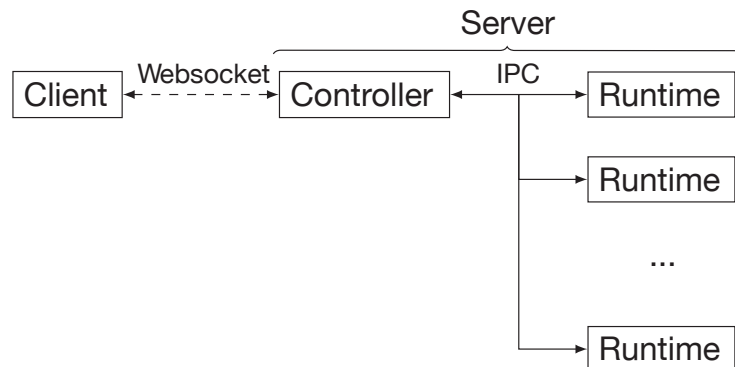 Server
Websocket
IPC
Client
Controller
Runtime
Runtime
...
Runtime